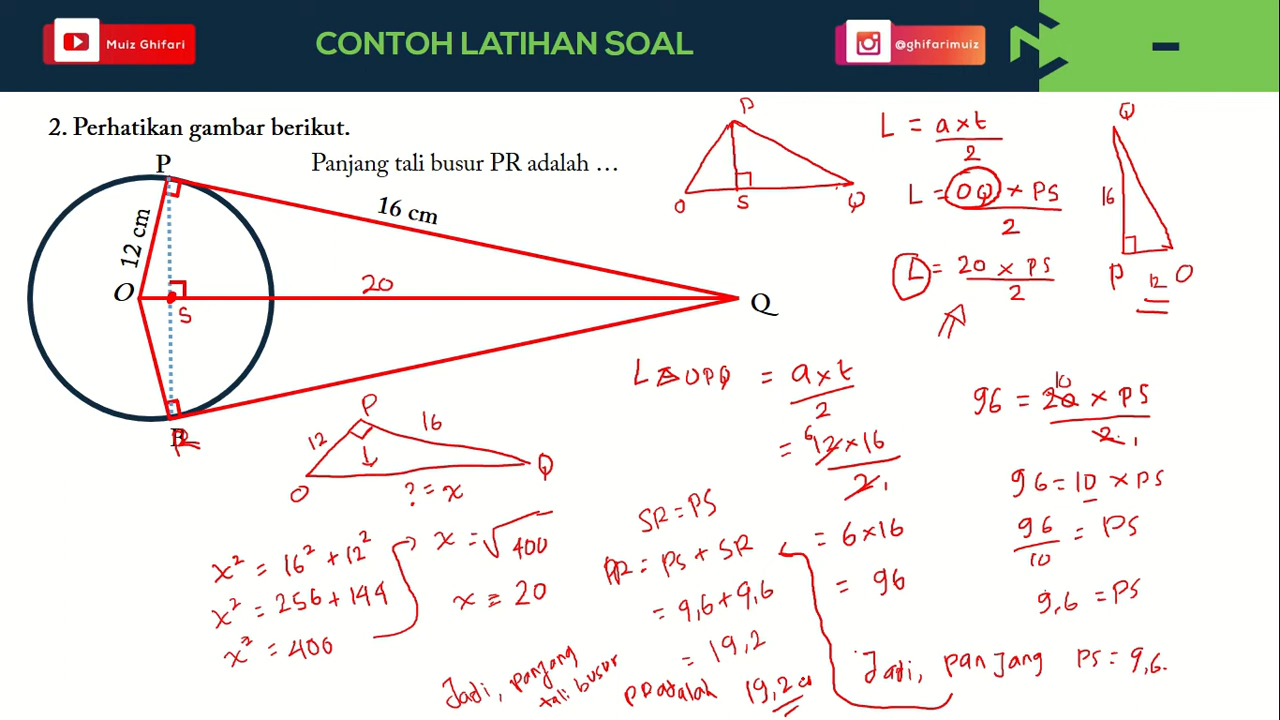 Muiz Ghifari
CONTOH LATIHAN SOAL
@ghifarimuiz
2. Perhatikan gambar berikut.
Panjang tali busur PR adalah …
P
16 cm
12 cm
O
20
S
Q
R
P
12
16
O
Q
? = x
x² = 16² + 12²
x² = 256 + 144
x² = 400
x = √400
x = 20
P
O
S
Q
L = a x t
2
L = OQ x PS
2
L = 20 x PS
2
Q
16
P
12
O
L △ OPQ = a x t
2
= 6 12 x 16
2 1
= 6 x 16
= 96
96 = 10 20 x PS
2 1
96 = 10 x PS
96 = PS
10
9,6 = PS
Jadi, panjang PS = 9,6.
SR = PS
PR = PS + SR
= 9,6 + 9,6
= 19,2
Jadi, panjang
tali busur
PR adalah 19,2 cm